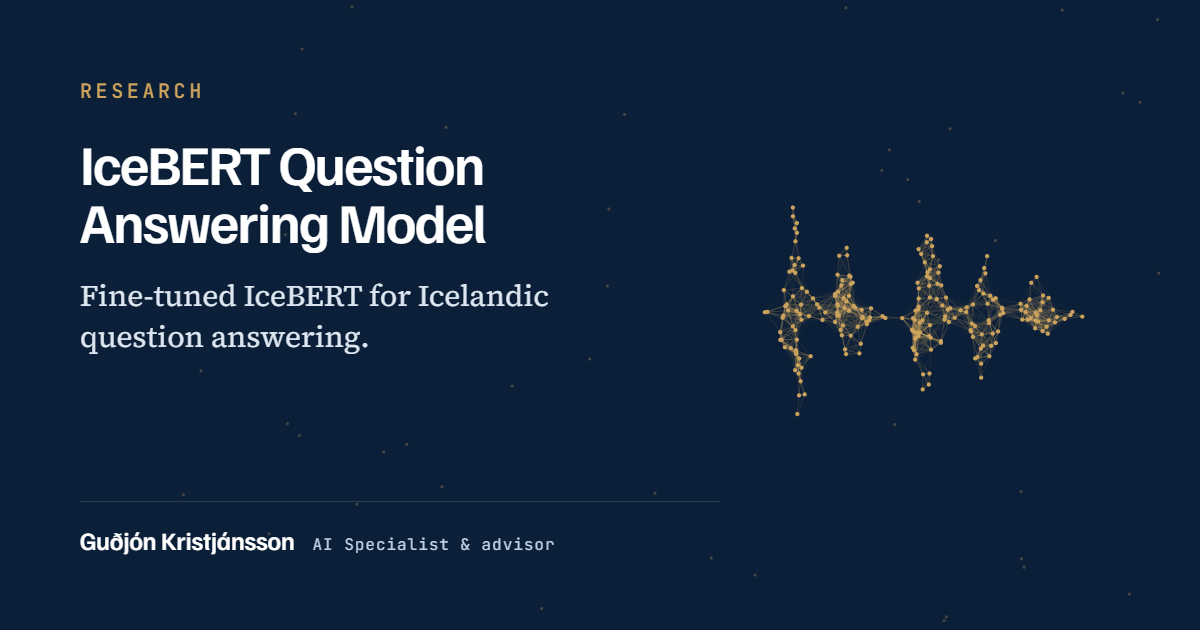 RESEARCH
IceBERT Question
Answering Model
Fine-tuned IceBERT for Icelandic
question answering.
Guðjón Kristjánsson AI Specialist & advisor